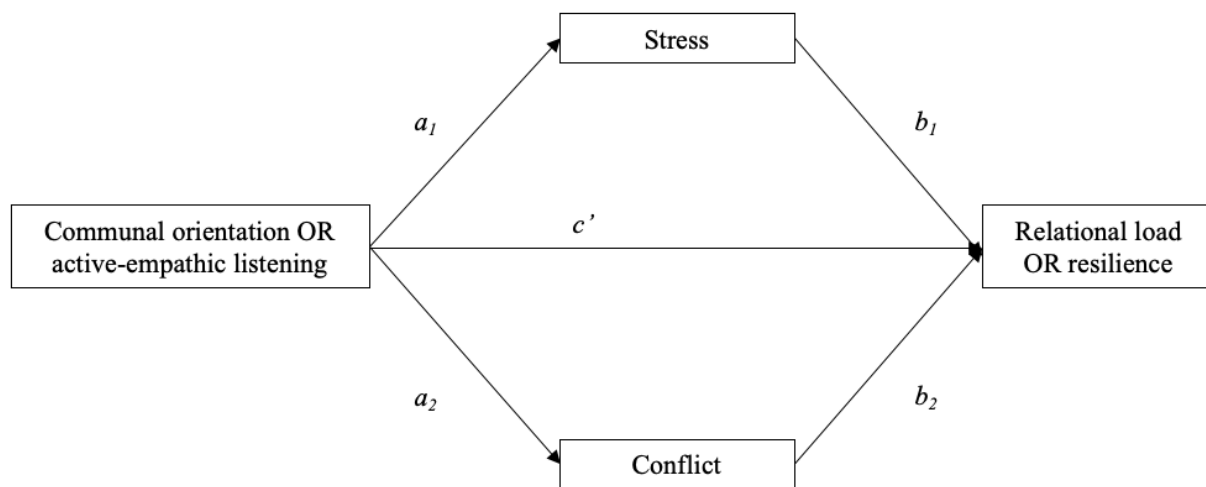 Stress
a1
b1
Communal orientation OR
active-empathic listening
c’
Relational load
OR resilience
a2
b2
Conflict